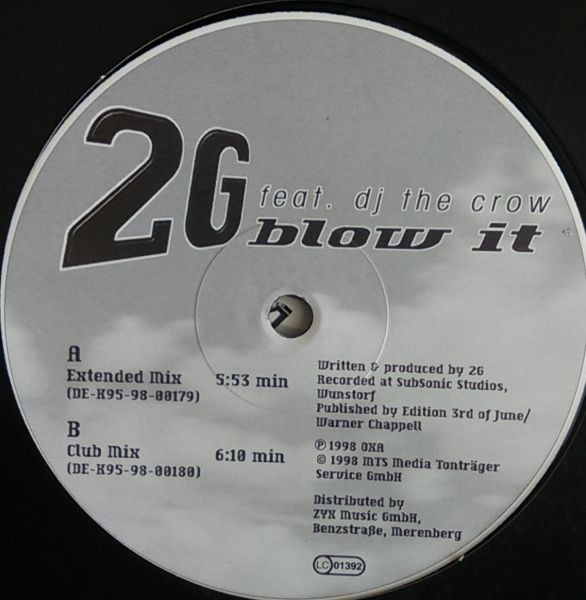 2G
feat. dj the crow
blow it
A
Extended Mix 5:53 min
(DE-K95-98-00179)
B
Club Mix 6:10 min
(DE-K95-98-00180)
Written & produced by 2G
Recorded at SubSonic Studios,
Wunstorf
Published by Edition 3rd of June/
Warner Chappell
℗ 1998 OXA
© 1998 MTS Media Tonträger
Service GmbH
Distributed by
ZYX Music GmbH,
Benzstraße, Merenberg
LC 01392